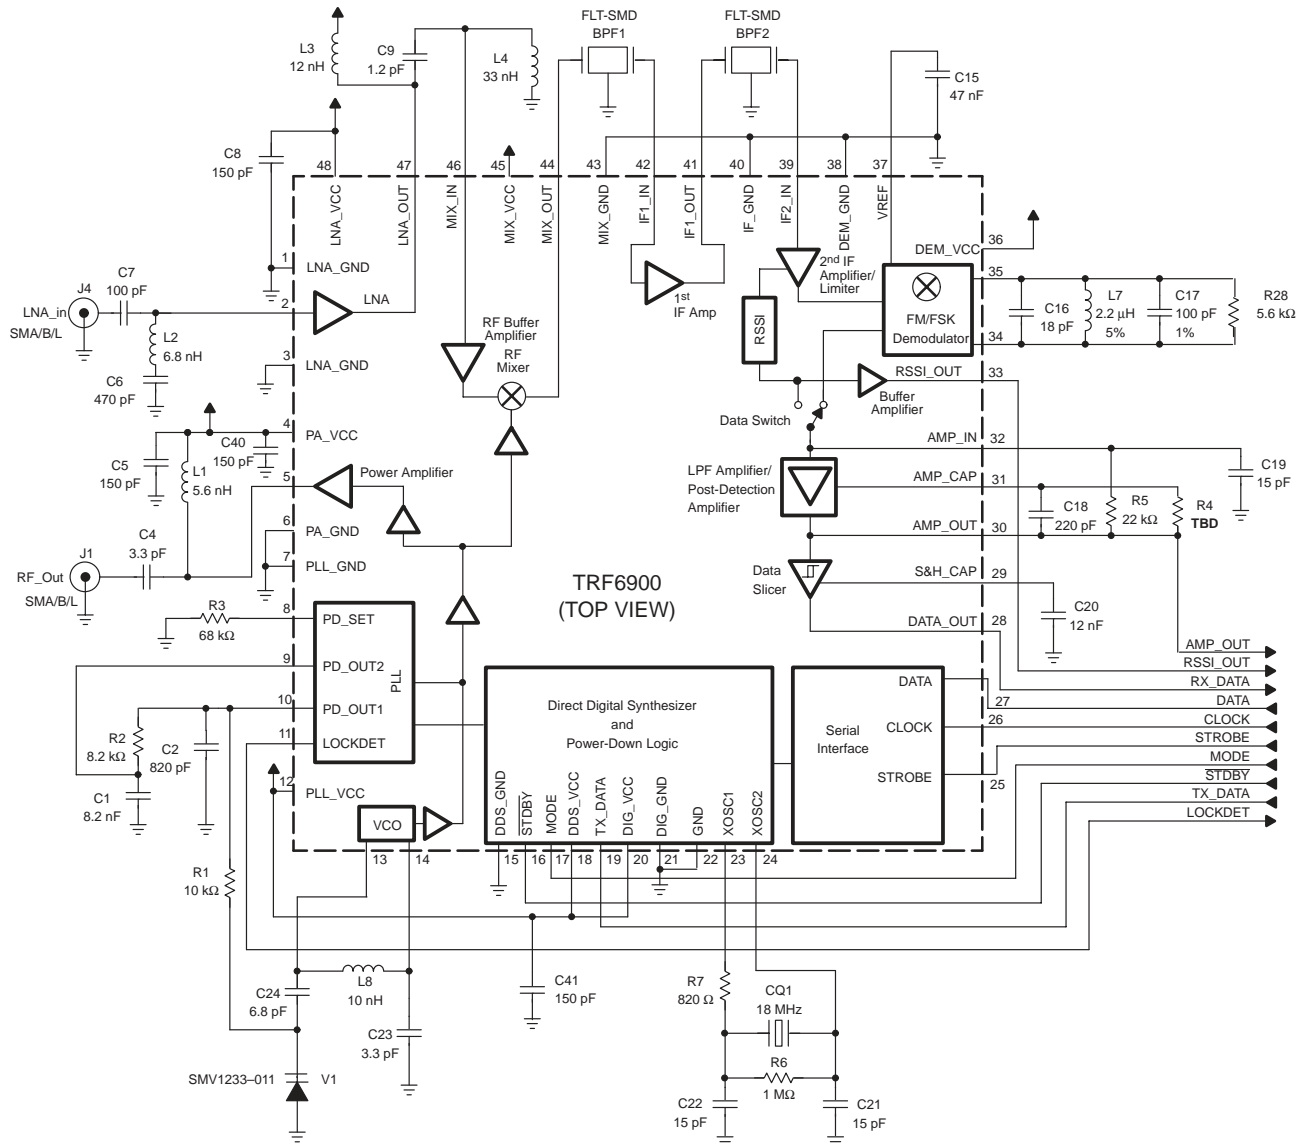 FLT-SMD
BPF1
FLT-SMD
BPF2
L3
12 nH
C9
1.2 pF
L4
33 nH
C15
47 nF
C8
150 pF
48
47
46
45
44
43
42
41
40
39
38
37
LNA_VCC
LNA_OUT
MIX_IN
MIX_VCC
MIX_OUT
MIX_GND
IF1_IN
IF1_OUT
IF_GND
IF2_IN
DEM_GND
VREF
DEM_VCC
36
1
LNA_GND
2nd IF
Amplifier/
Limiter
35
C7
100 pF
J4
LNA_in
SMA/B/L
2
LNA
1st
IF Amp
RSSI
FM/FSK
Demodulator
C16
18 pF
L7
2.2 μH
5%
C17
100 pF
1%
R28
5.6 kΩ
34
L2
6.8 nH
RF Buffer
Amplifier
RF
Mixer
3
LNA_GND
C6
470 pF
RSSI_OUT
33
Buffer
Amplifier
Data Switch
4
PA_VCC
C40
150 pF
C5
150 pF
L1
5.6 nH
5
Power Amplifier
AMP_IN
32
C19
15 pF
LPF Amplifier/
Post-Detection
Amplifier
AMP_CAP
31
C18
220 pF
R5
22 kΩ
R4
TBD
6
PA_GND
AMP_OUT
30
C4
3.3 pF
7
PLL_GND
J1
RF_Out
SMA/B/L
TRF6900
(TOP VIEW)
Data
Slicer
S&H_CAP
29
R3
68 kΩ
8
PD_SET
C20
12 nF
DATA_OUT
28
AMP_OUT
9
PD_OUT2
RSSI_OUT
PLL
DATA
RX_DATA
27
DATA
10
PD_OUT1
Direct Digital Synthesizer
and
Power-Down Logic
CLOCK
26
CLOCK
Serial
Interface
R2
8.2 kΩ
C2
820 pF
11
LOCKDET
STROBE
MODE
STROBE
25
STDBY
12
PLL_VCC
C1
8.2 nF
TX_DATA
LOCKDET
VCO
DDS_GND
STDBY
MODE
DDS_VCC
TX_DATA
DIG_VCC
DIG_GND
GND
XOSC1
XOSC2
13
14
15
16
17
18
19
20
21
22
23
24
R1
10 kΩ
C24
6.8 pF
L8
10 nH
C41
150 pF
R7
820 Ω
CQ1
18 MHz
C23
3.3 pF
R6
1 MΩ
SMV1233–011
V1
C22
15 pF
C21
15 pF